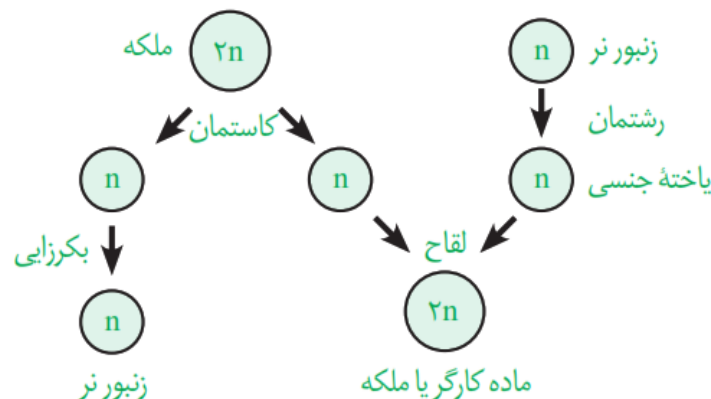 زنبور نر
n
ملکه
۲n
رشتمان
کاستمان
یاختهٔ جنسی
n
n
n
لقاح
بکرزایی
۲n
n
ماده کارگر یا ملکه
زنبور نر